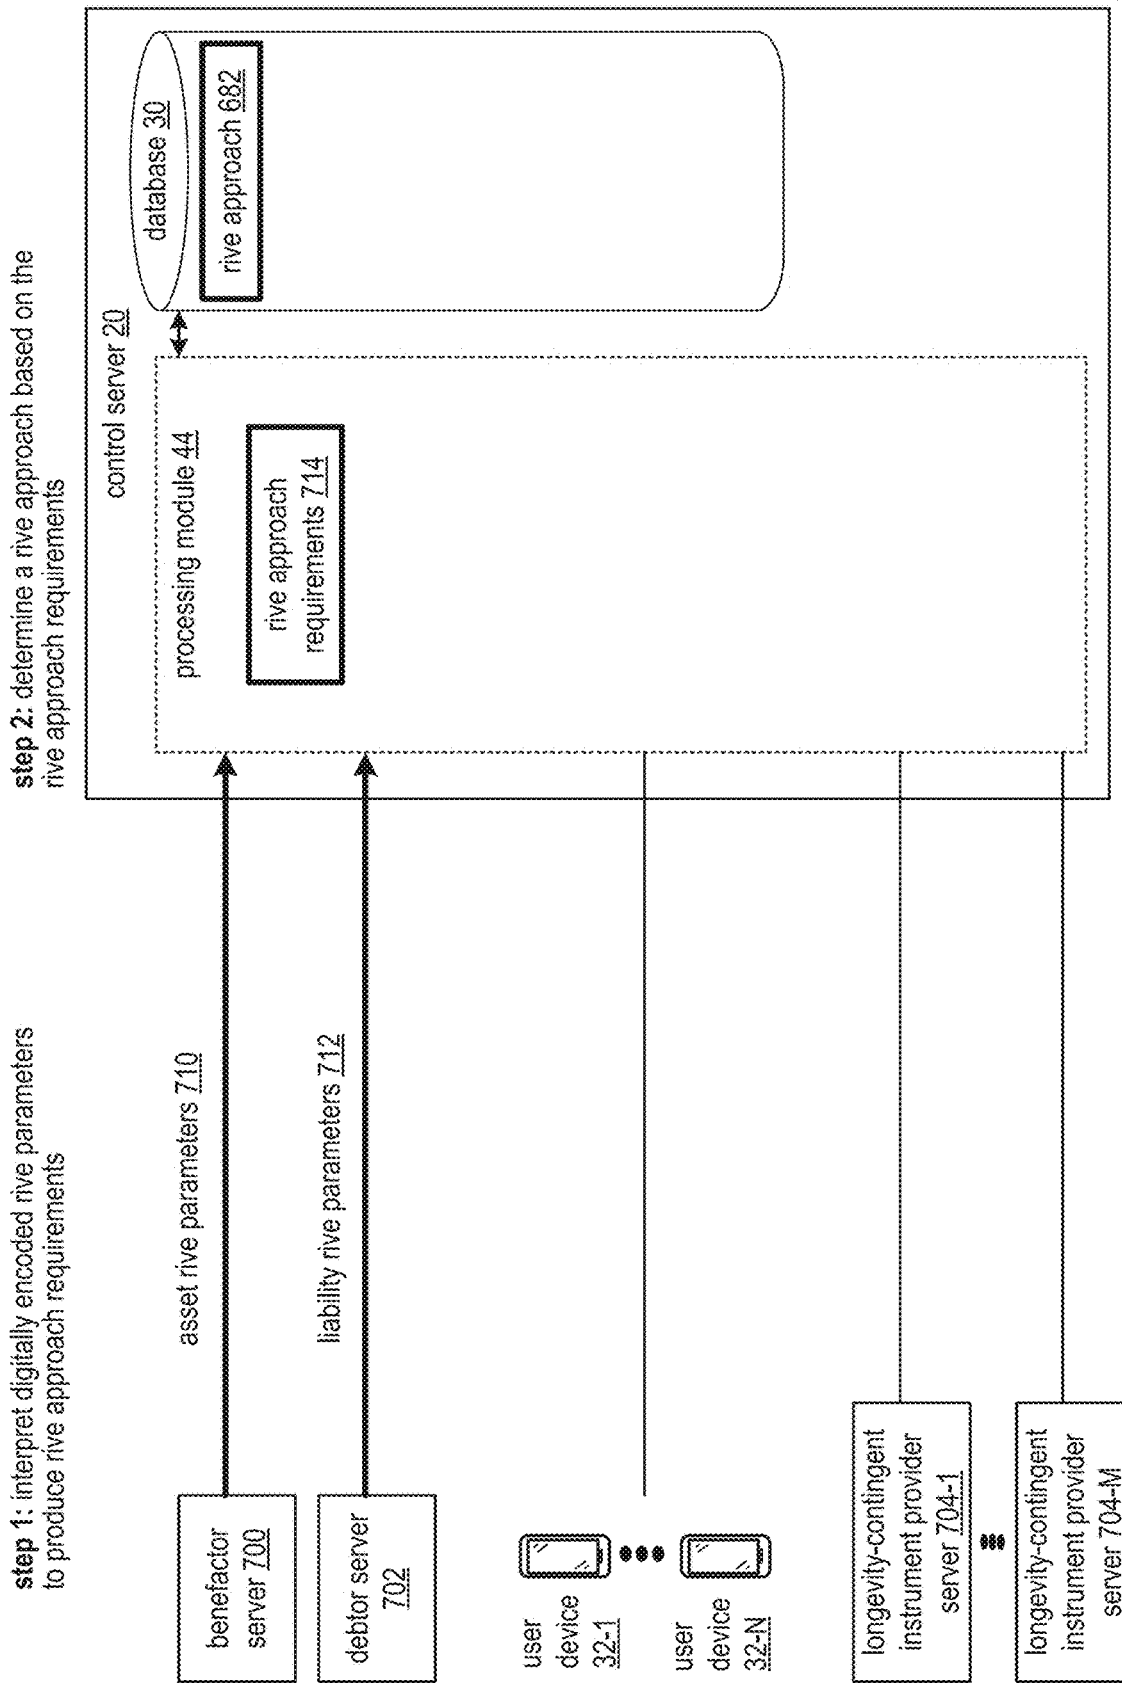 step 1: interpret digitally encoded rive parameters
to produce rive approach requirements
step 2: determine a rive approach based on the
rive approach requirements
benefactor
server 700
asset rive parameters 710
debtor server
702
liability rive parameters 712
user
device
32-1
user
device
32-N
longevity-contingent
instrument provider
server 704-1
longevity-contingent
instrument provider
server 704-M
control server 20
processing module 44
rive approach
requirements 714
database 30
rive approach 682